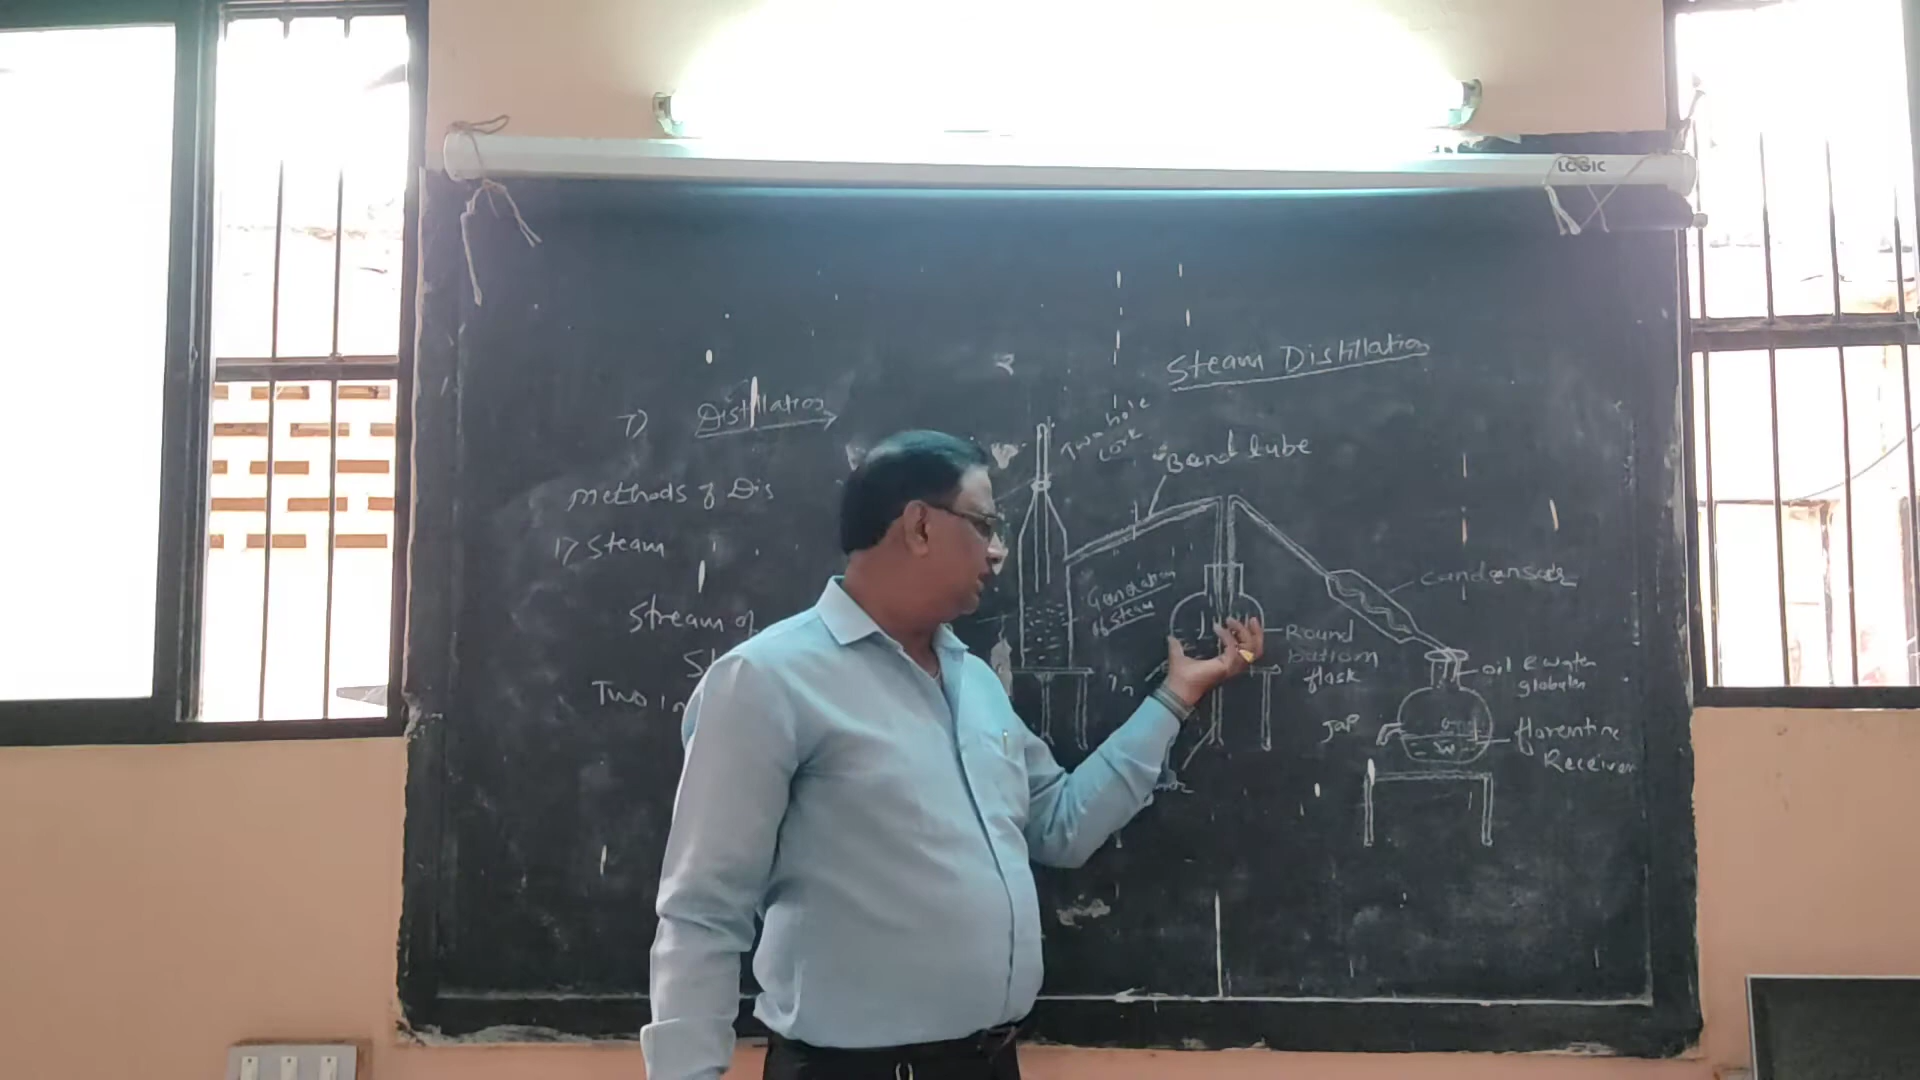 LOGIC
Steam Distillation
7) Distillation
Two hole
cork
Bend tube
Methods of Dis
1) Steam
Stream of
Two in
Generation
of steam
Condenser
Round
bottom
flask
oil & water
globules
Tap
W
florentine
Receiver